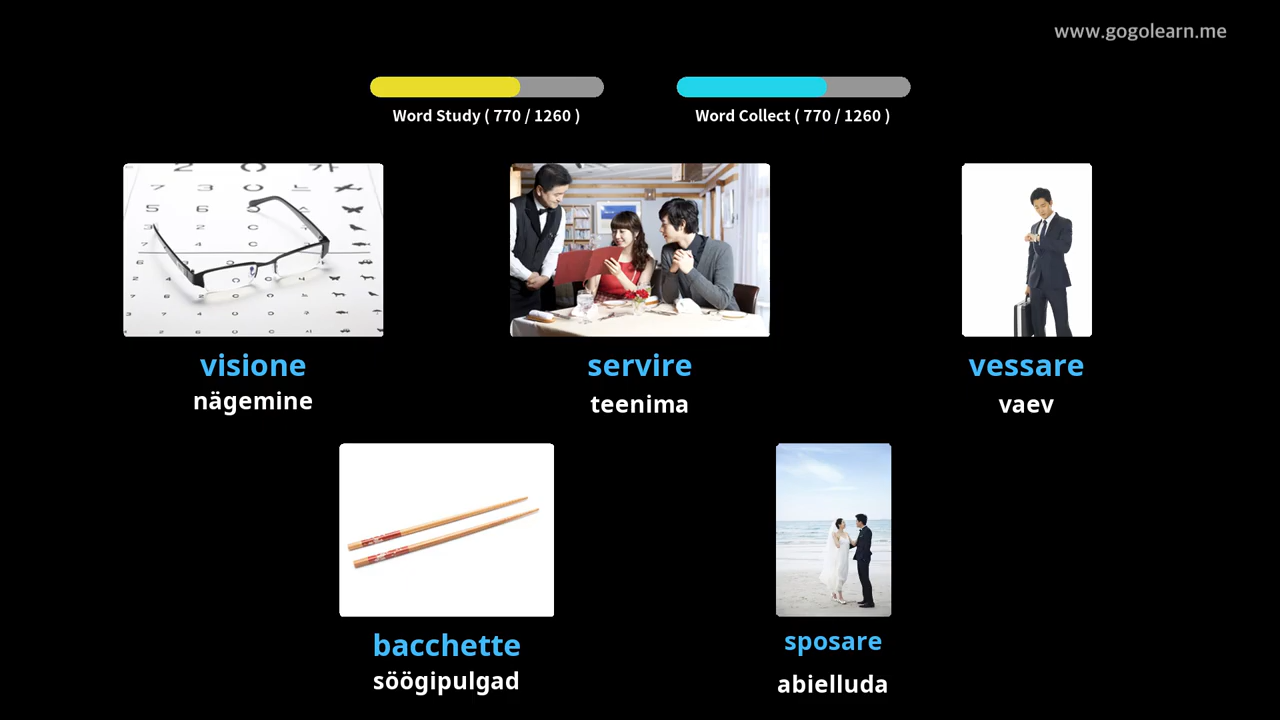 www.gogolearn.me
Word Study ( 770 / 1260 )
Word Collect ( 770 / 1260 )
visione
nägemine
servire
teenima
vessare
vaev
bacchette
söögipulgad
sposare
abielluda